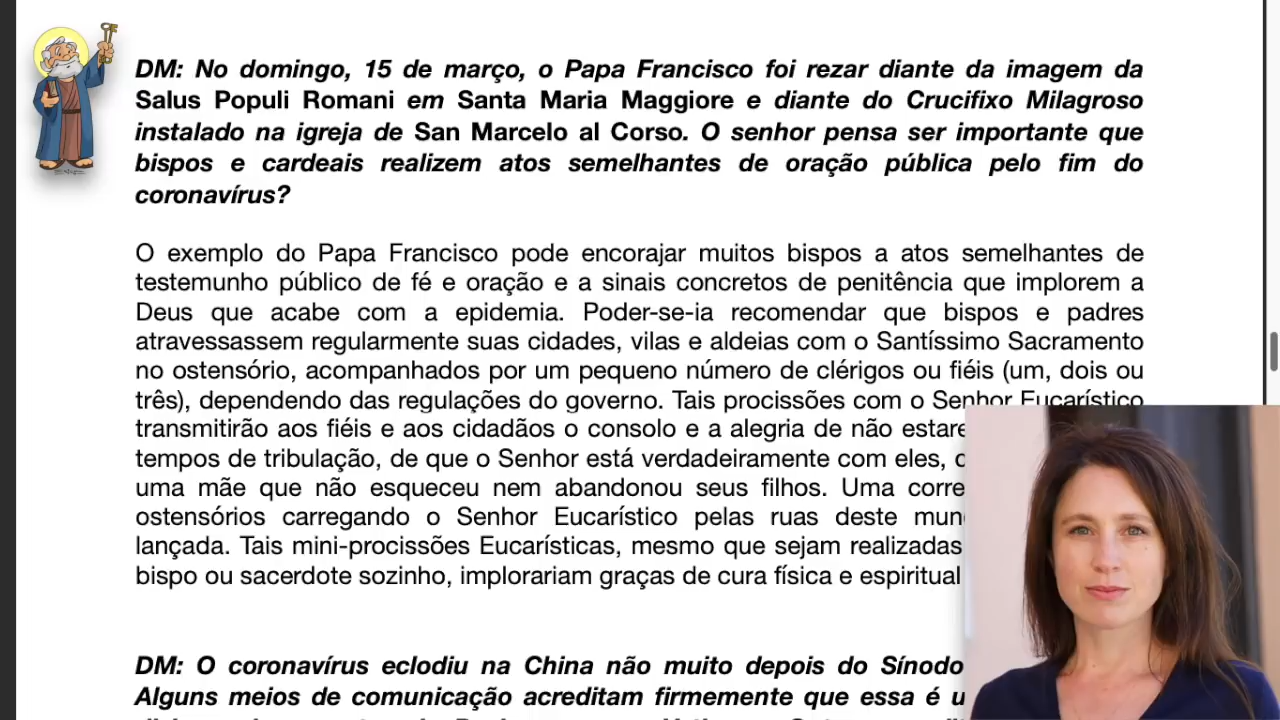 DM: No domingo, 15 de março, o Papa Francisco foi rezar diante da imagem da
Salus Populi Romani em Santa Maria Maggiore e diante do Crucifixo Milagroso
instalado na igreja de San Marcelo al Corso. O senhor pensa ser importante que
bispos e cardeais realizem atos semelhantes de oração pública pelo fim do
coronavírus?
O exemplo do Papa Francisco pode encorajar muitos bispos a atos semelhantes de
testemunho público de fé e oração e a sinais concretos de penitência que implorem a
Deus que acabe com a epidemia. Poder-se-ia recomendar que bispos e padres
atravessassem regularmente suas cidades, vilas e aldeias com o Santíssimo Sacramento
no ostensório, acompanhados por um pequeno número de clérigos ou fiéis (um, dois ou
três), dependendo das regulações do governo. Tais procissões com o Senhor Eucarístico
transmitirão aos fiéis e aos cidadãos o consolo e a alegria de não estare
tempos de tribulação, de que o Senhor está verdadeiramente com eles,
uma mãe que não esqueceu nem abandonou seus filhos. Uma corre
ostensórios carregando o Senhor Eucarístico pelas ruas deste mun
lançada. Tais mini-procissões Eucarísticas, mesmo que sejam realizadas
bispo ou sacerdote sozinho, implorariam graças de cura física e espiritual
DM: O coronavírus eclodiu na China não muito depois do Sínodo
Alguns meios de comunicação acreditam firmemente que essa é u